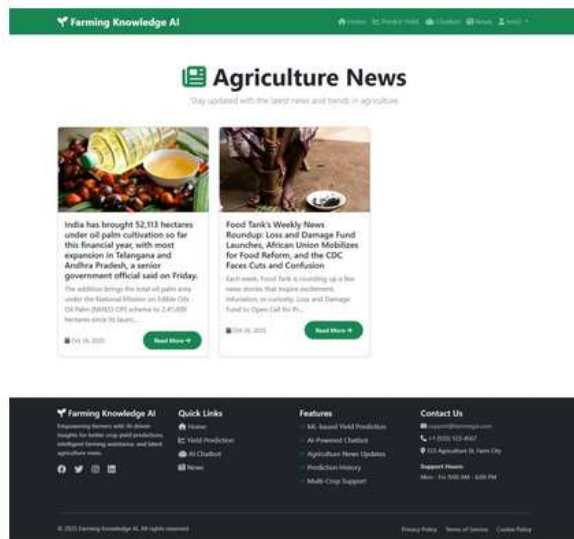 Farming Knowledge AI
Home Predict Yield Chatbot News
Agriculture News
Stay updated with the latest news and trends in agriculture
India has brought 52,113 hectares
under oil palm cultivation so far
this financial year, with most
expansion in Telangana and
Andhra Pradesh, a senior
government official said on Friday.
The addition brings the total oil palm area
under the National Mission on Edible Oils -
Oil Palm (NMEO-OP) scheme to 2,41,000
hectares since its launc...
Oct 26, 2025
Read More
Food Tank's Weekly News
Roundup: Loss and Damage Fund
Launches, African Union Mobilizes
for Food Reform, and the CDC
Faces Cuts and Confusion
Each week, Food Tank is rounding up a few
news stories that inspire excitement,
infuriation, or curiosity. Loss and Damage
Fund to Open Call for Pr...
Oct 26, 2025
Read More
Farming Knowledge AI
Empowering farmers with AI-driven
insights for better crop yield predictions,
intelligent farming assistance, and latest
agriculture news.
Quick Links
Home
Yield Prediction
AI Chatbot
News
Features
ML-based Yield Prediction
AI-Powered Chatbot
Agriculture News Updates
Prediction History
Multi-Crop Support
Contact Us
+1 (555) 123-4567
123 Agriculture St, Farm City
Support Hours:
Mon - Fri: 9:00 AM - 6:00 PM
© 2025 Farming Knowledge AI. All rights reserved.
Privacy Policy Terms of Service Cookie Policy